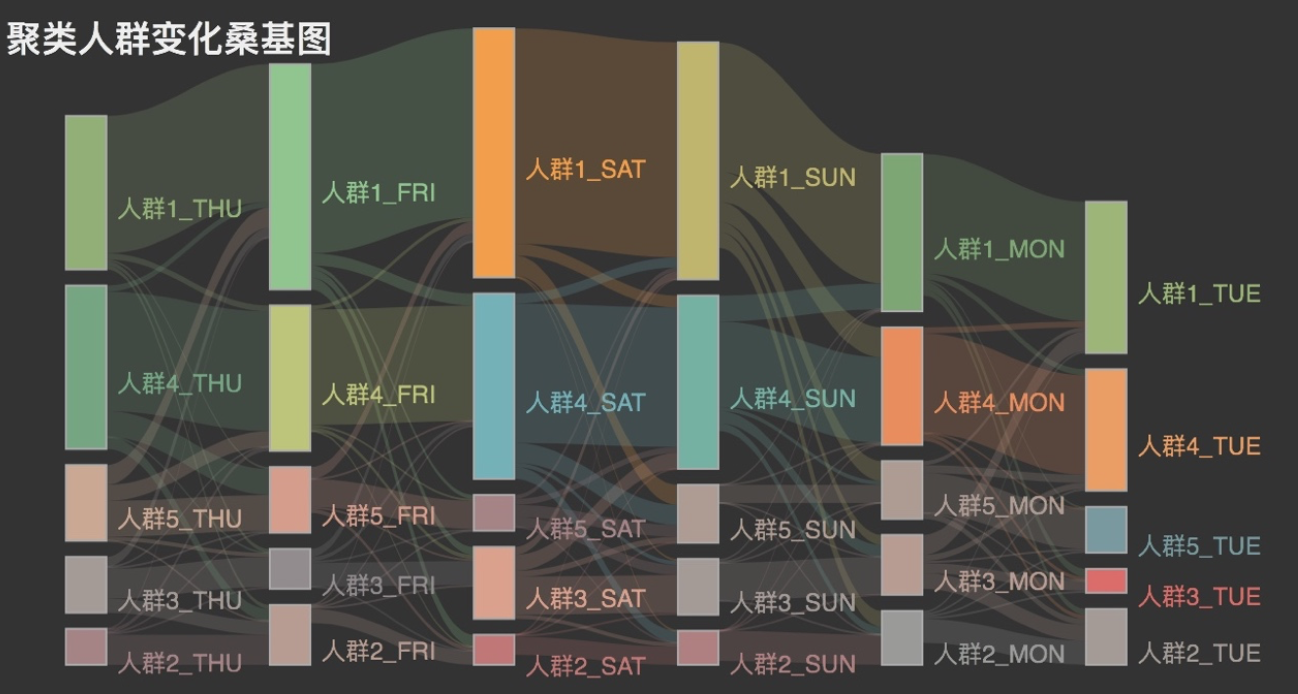 聚类人群变化桑基图
人群1_THU
人群4_THU
人群5_THU
人群3_THU
人群2_THU
人群1_FRI
人群4_FRI
人群5_FRI
人群3_FRI
人群2_FRI
人群1_SAT
人群4_SAT
人群5_SAT
人群3_SAT
人群2_SAT
人群1_SUN
人群4_SUN
人群5_SUN
人群3_SUN
人群2_SUN
人群1_MON
人群4_MON
人群5_MON
人群3_MON
人群2_MON
人群1_TUE
人群4_TUE
人群5_TUE
人群3_TUE
人群2_TUE